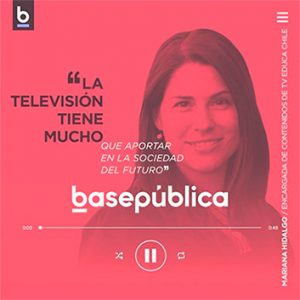 b
“LA
TELEVISIÓN
TIENE
MUCHO
QUE APORTAR
EN LA SOCIEDAD
DEL FUTURO”
basepública
0:00
3:48
MARIANA HIDALGO / ENCARGADA DE CONTENIDOS DE TV EDUCA CHILE